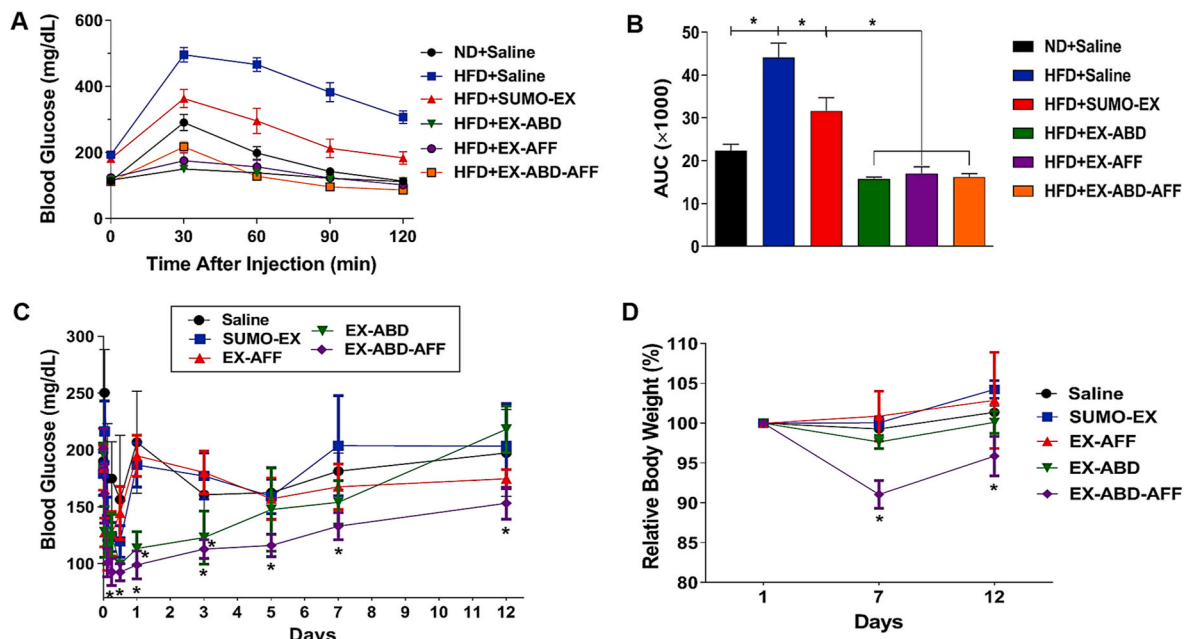 A
Blood Glucose (mg/dL)
600
400
200
0
0 30 60 90 120
Time After Injection (min)
ND+Saline
HFD+Saline
HFD+SUMO-EX
HFD+EX-ABD
HFD+EX-AFF
HFD+EX-ABD-AFF
B
AUC (×1000)
50
40
30
20
10
0
* * *
ND+Saline
HFD+Saline
HFD+SUMO-EX
HFD+EX-ABD
HFD+EX-AFF
HFD+EX-ABD-AFF
C
Blood Glucose (mg/dL)
300
250
200
150
100
Saline
SUMO-EX
EX-AFF
EX-ABD
EX-ABD-AFF
* *
* * * * * * *
0 1 2 3 4 5 6 7 8 9 10 11 12
Days
D
Relative Body Weight (%)
110
105
100
95
90
85
80
* *
1 7 12
Days
Saline
SUMO-EX
EX-AFF
EX-ABD
EX-ABD-AFF